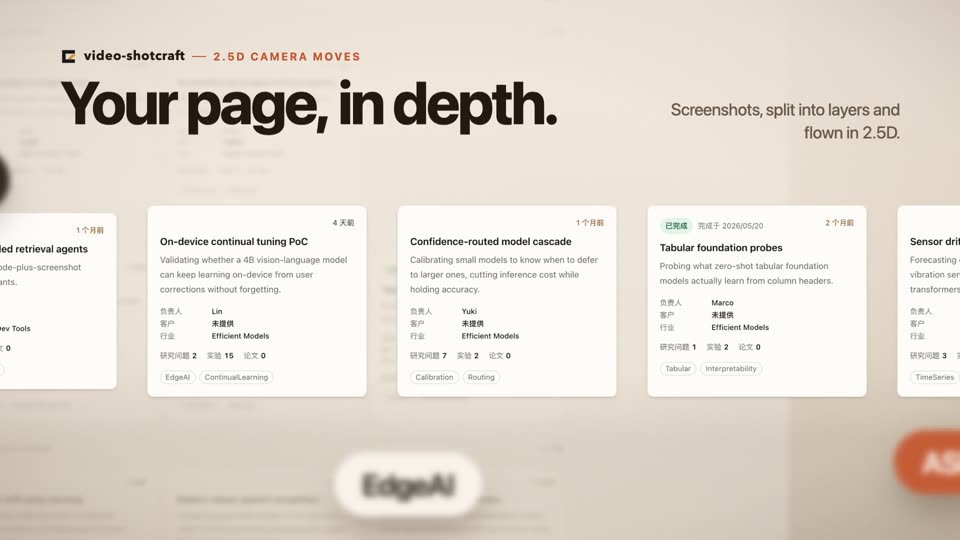 video-shotcraft — 2.5D CAMERA MOVES
Your page, in depth.
Screenshots, split into layers and
flown in 2.5D.
1 个月前
retrieval agents
ode-plus-screenshot
Dev Tools
论文 0
4 天前
On-device continual tuning PoC
Validating whether a 4B vision-language model
can keep learning on-device from user
corrections without forgetting.
负责人 Lin
客户 未提供
行业 Efficient Models
研究问题 2 实验 15 论文 0
EdgeAI ContinualLearning
1 个月前
Confidence-routed model cascade
Calibrating small models to know when to defer
to larger ones, cutting inference cost while
holding accuracy.
负责人 Yuki
客户 未提供
行业 Efficient Models
研究问题 7 实验 2 论文 0
Calibration Routing
已完成 完成于 2026/05/20 2 个月前
Tabular foundation probes
Probing what zero-shot tabular foundation
models actually learn from column headers.
负责人 Marco
客户 未提供
行业 Efficient Models
研究问题 1 实验 2 论文 0
Tabular Interpretability
Sensor drif
Forecasting
vibration sen
transformers
负责人
客户
行业
研究问题 3
TimeSeries
EdgeAI